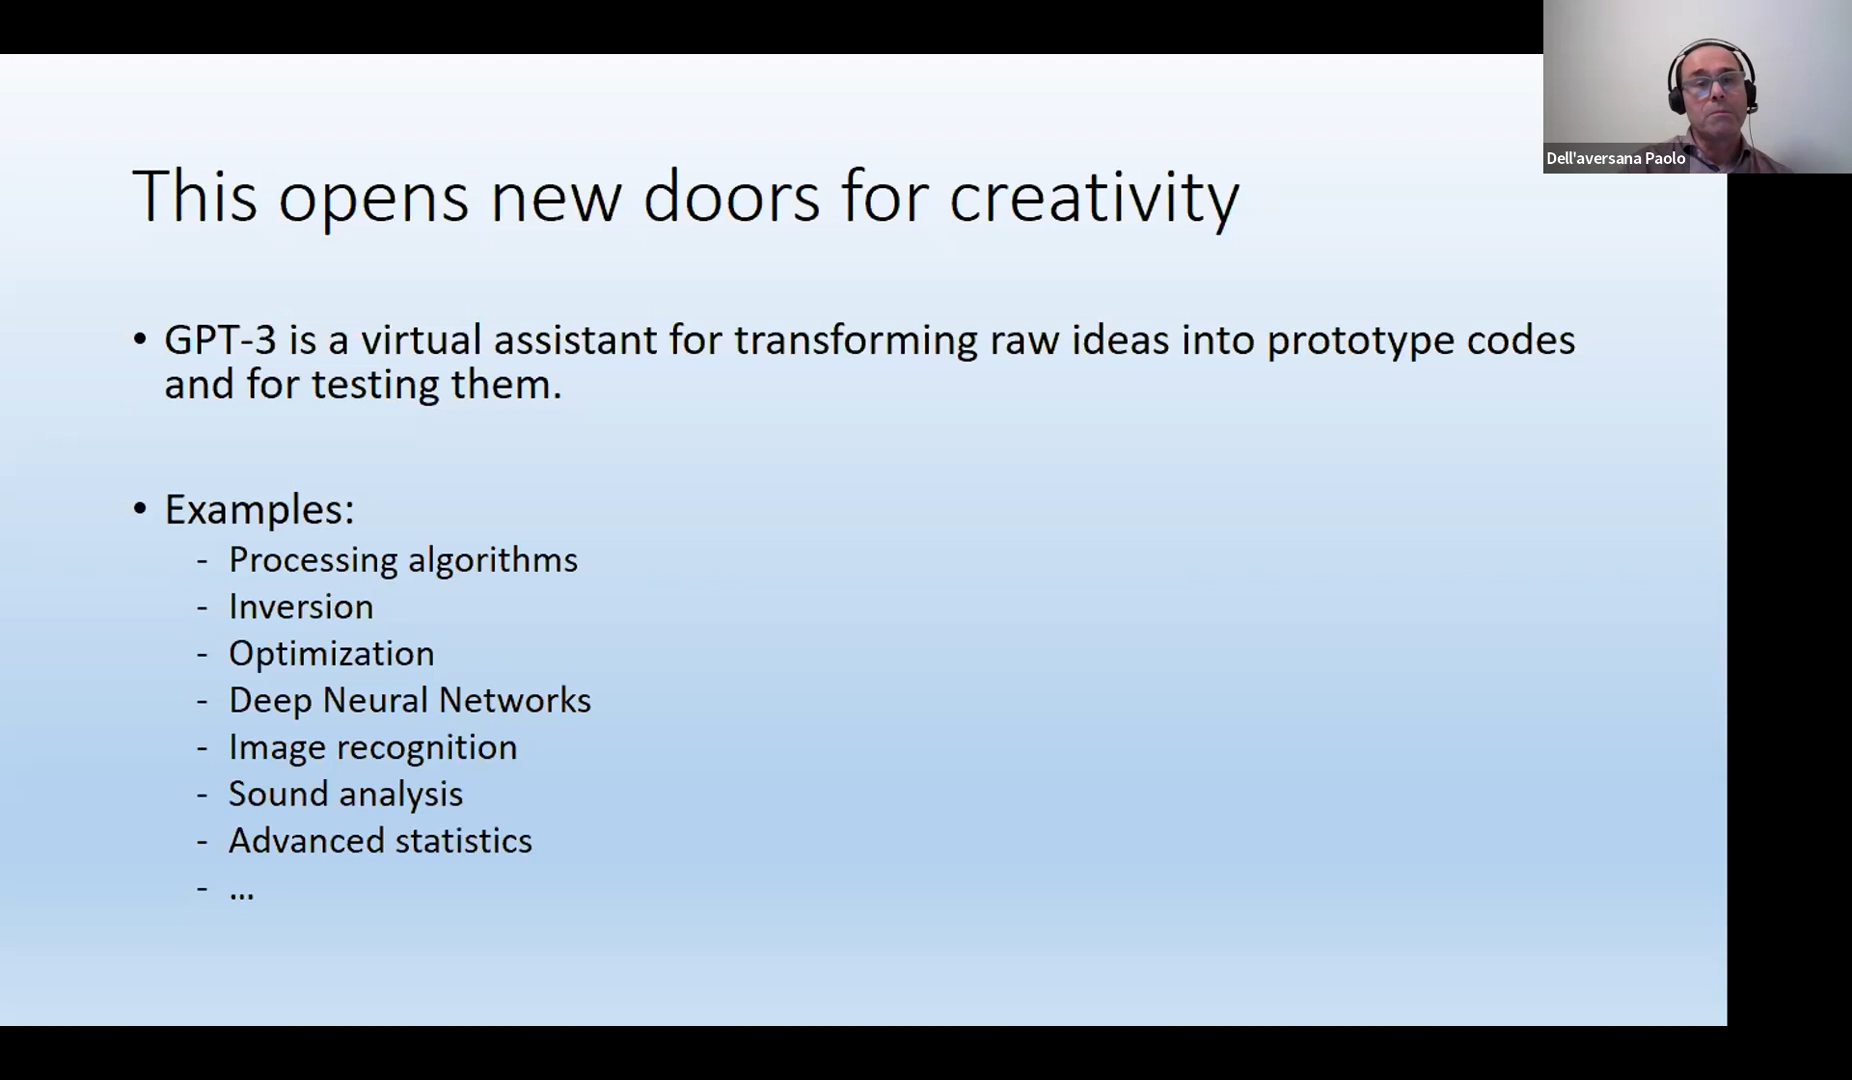 Dell'aversana Paolo
This opens new doors for creativity
• GPT-3 is a virtual assistant for transforming raw ideas into prototype codes
and for testing them.
• Examples:
- Processing algorithms
- Inversion
- Optimization
- Deep Neural Networks
- Image recognition
- Sound analysis
- Advanced statistics
- ...